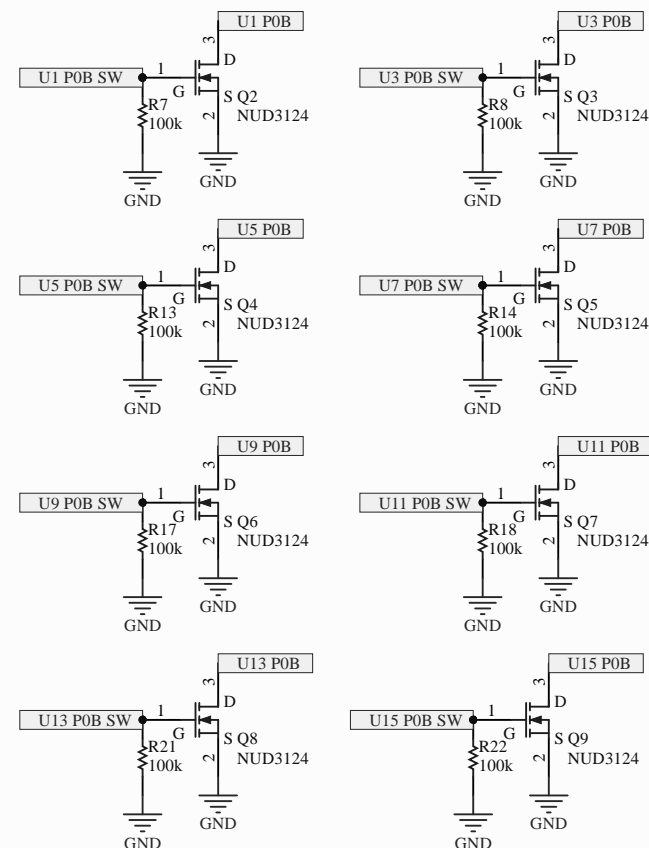 U1 P0B
3
D
U1 P0B SW
1
G
S Q2
R7
100k
2
NUD3124
GND
GND
U3 P0B
3
D
U3 P0B SW
1
G
S Q3
R8
100k
2
NUD3124
GND
GND
U5 P0B
3
D
U5 P0B SW
1
G
S Q4
R13
100k
2
NUD3124
GND
GND
U7 P0B
3
D
U7 P0B SW
1
G
S Q5
R14
100k
2
NUD3124
GND
GND
U9 P0B
3
D
U9 P0B SW
1
G
S Q6
R17
100k
2
NUD3124
GND
GND
U11 P0B
3
D
U11 P0B SW
1
G
S Q7
R18
100k
2
NUD3124
GND
GND
U13 P0B
3
D
U13 P0B SW
1
G
S Q8
R21
100k
2
NUD3124
GND
GND
U15 P0B
3
D
U15 P0B SW
1
G
S Q9
R22
100k
2
NUD3124
GND
GND